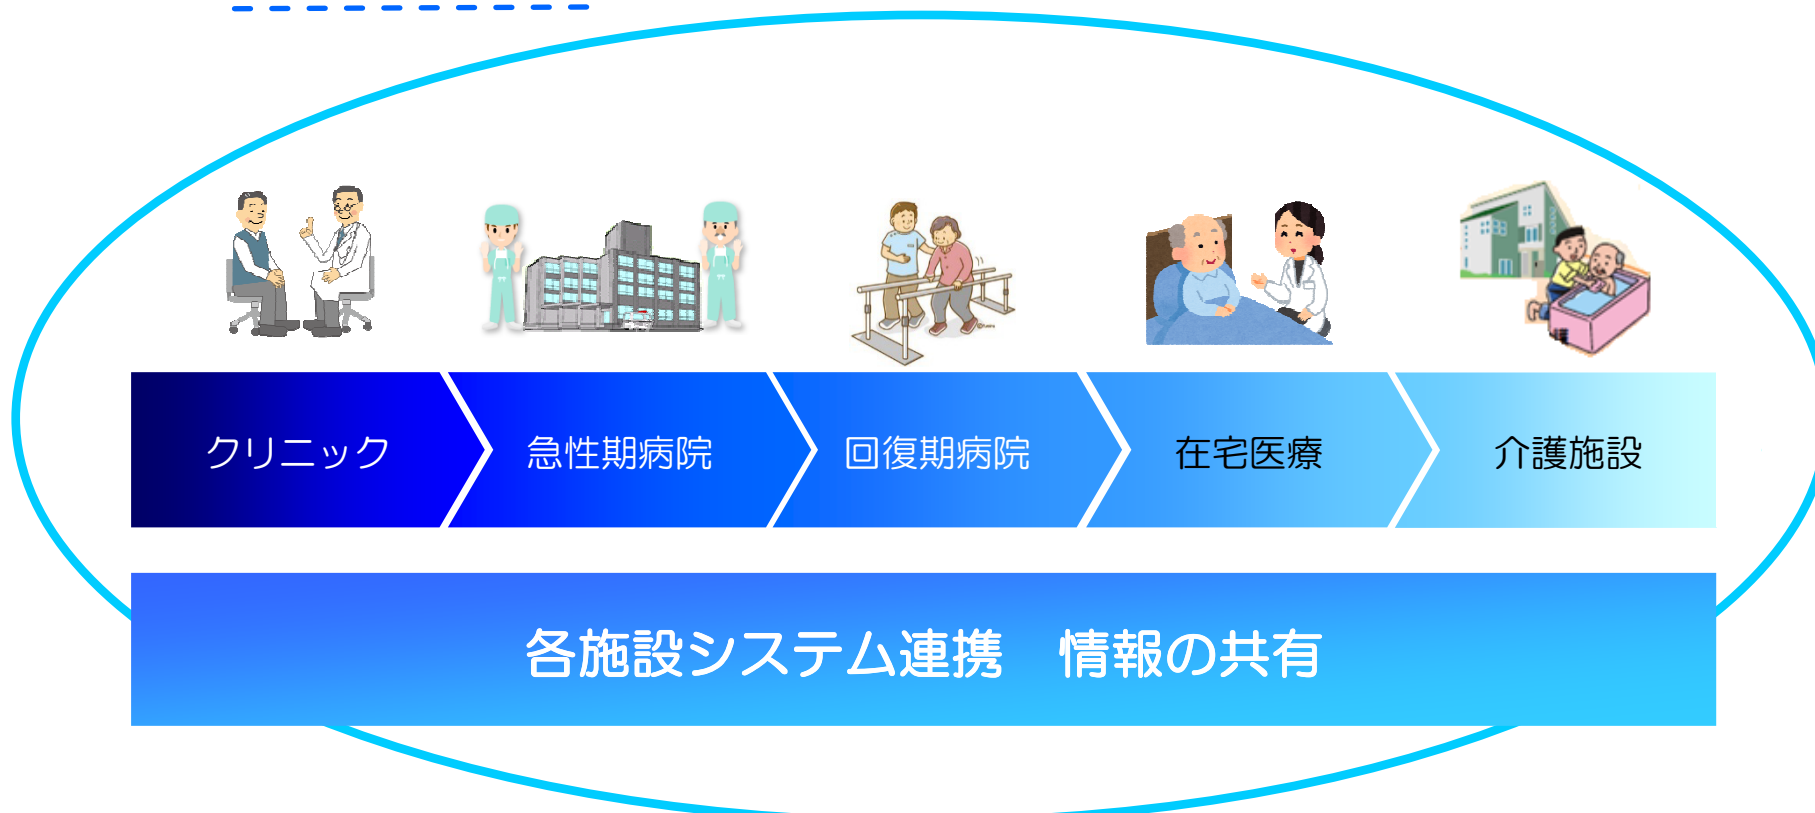 クリニック
急性期病院
回復期病院
在宅医療
介護施設
各施設システム連携　情報の共有